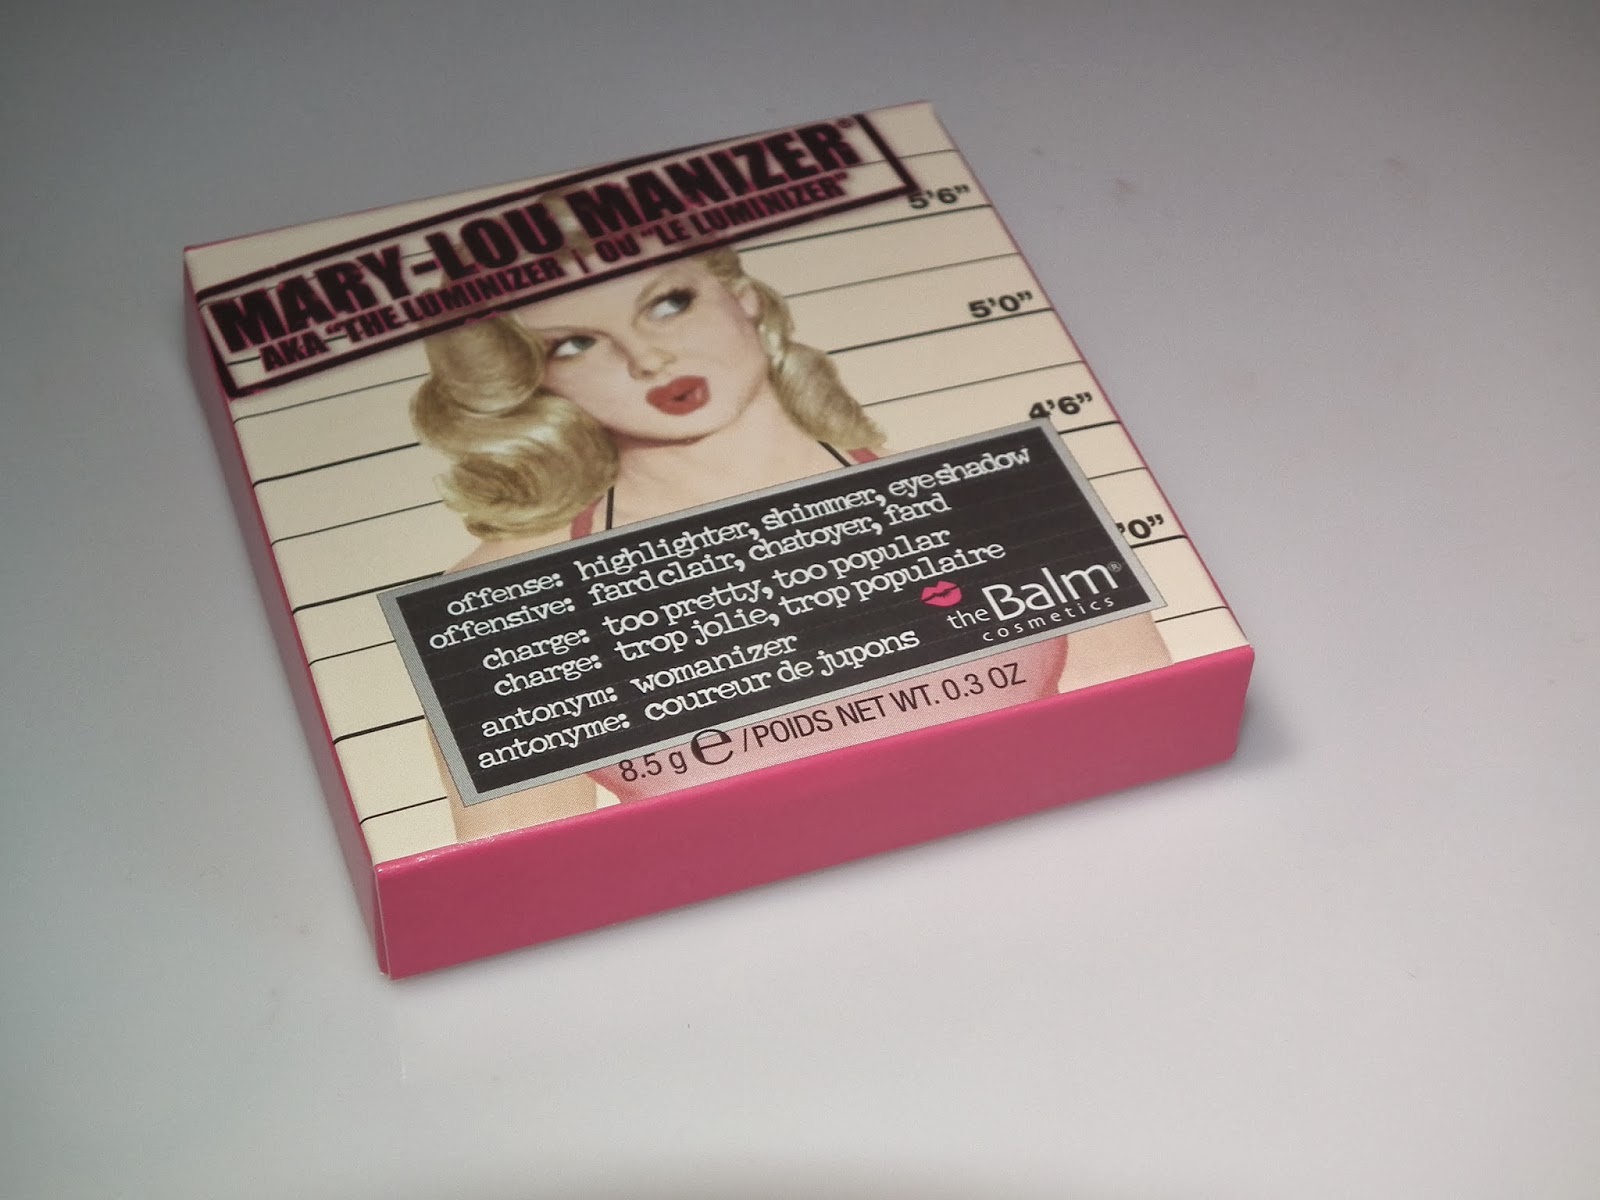 MARY-LOU MANIZER®
AKA "THE LUMINIZER | OU "LE LUMINIZER"
5'6"
5'0"
4'6"
'0"
offense: highlighter, shimmer, eyeshadow
offensive: fard clair, chatoyer, fard
charge: too pretty, too popular
charge: trop jolie, trop populaire
antonym: womanizer
antonyme: coureur de jupons
theBalm®
cosmetics
8.5 g ℮ / POIDS NET WT. 0.3 OZ